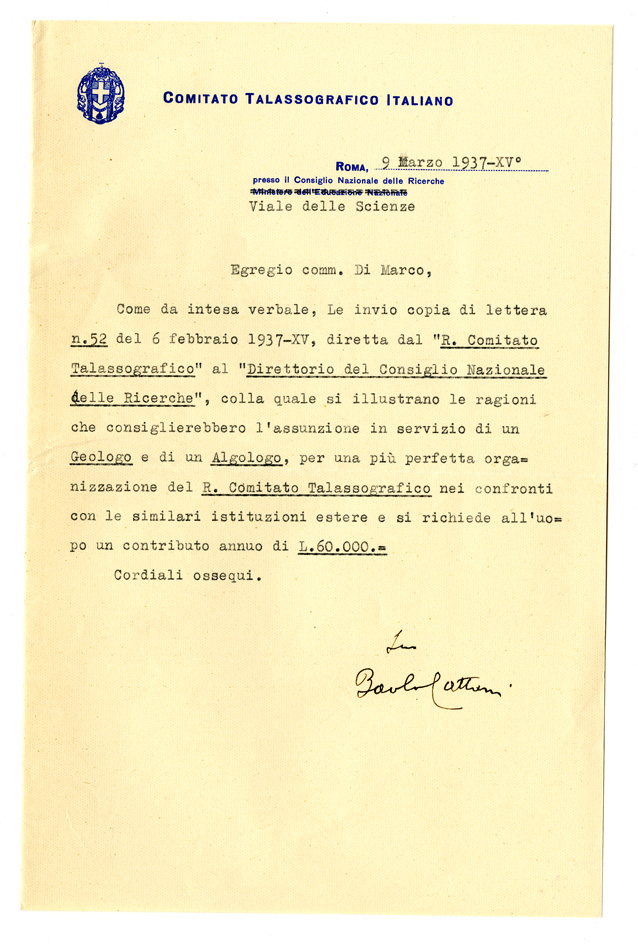 COMITATO TALASSOGRAFICO ITALIANO
ROMA, 9 Marzo 1937-XV°
presso il Consiglio Nazionale delle Ricerche
Ministero dell'Educazione Nazionale
Viale delle Scienze
Egregio comm. Di Marco,
Come da intesa verbale, Le invio copia di lettera
n.52 del 6 febbraio 1937-XV, diretta dal "R. Comitato
Talassografico" al "Direttorio del Consiglio Nazionale
delle Ricerche", colla quale si illustrano le ragioni
che consiglierebbero l'assunzione in servizio di un
Geologo e di un Algologo, per una più perfetta orga=
nizzazione del R. Comitato Talassografico nei confronti
con le similari istituzioni estere e si richiede all'uo=
po un contributo annuo di L.60.000.=
Cordiali ossequi.
Paolo